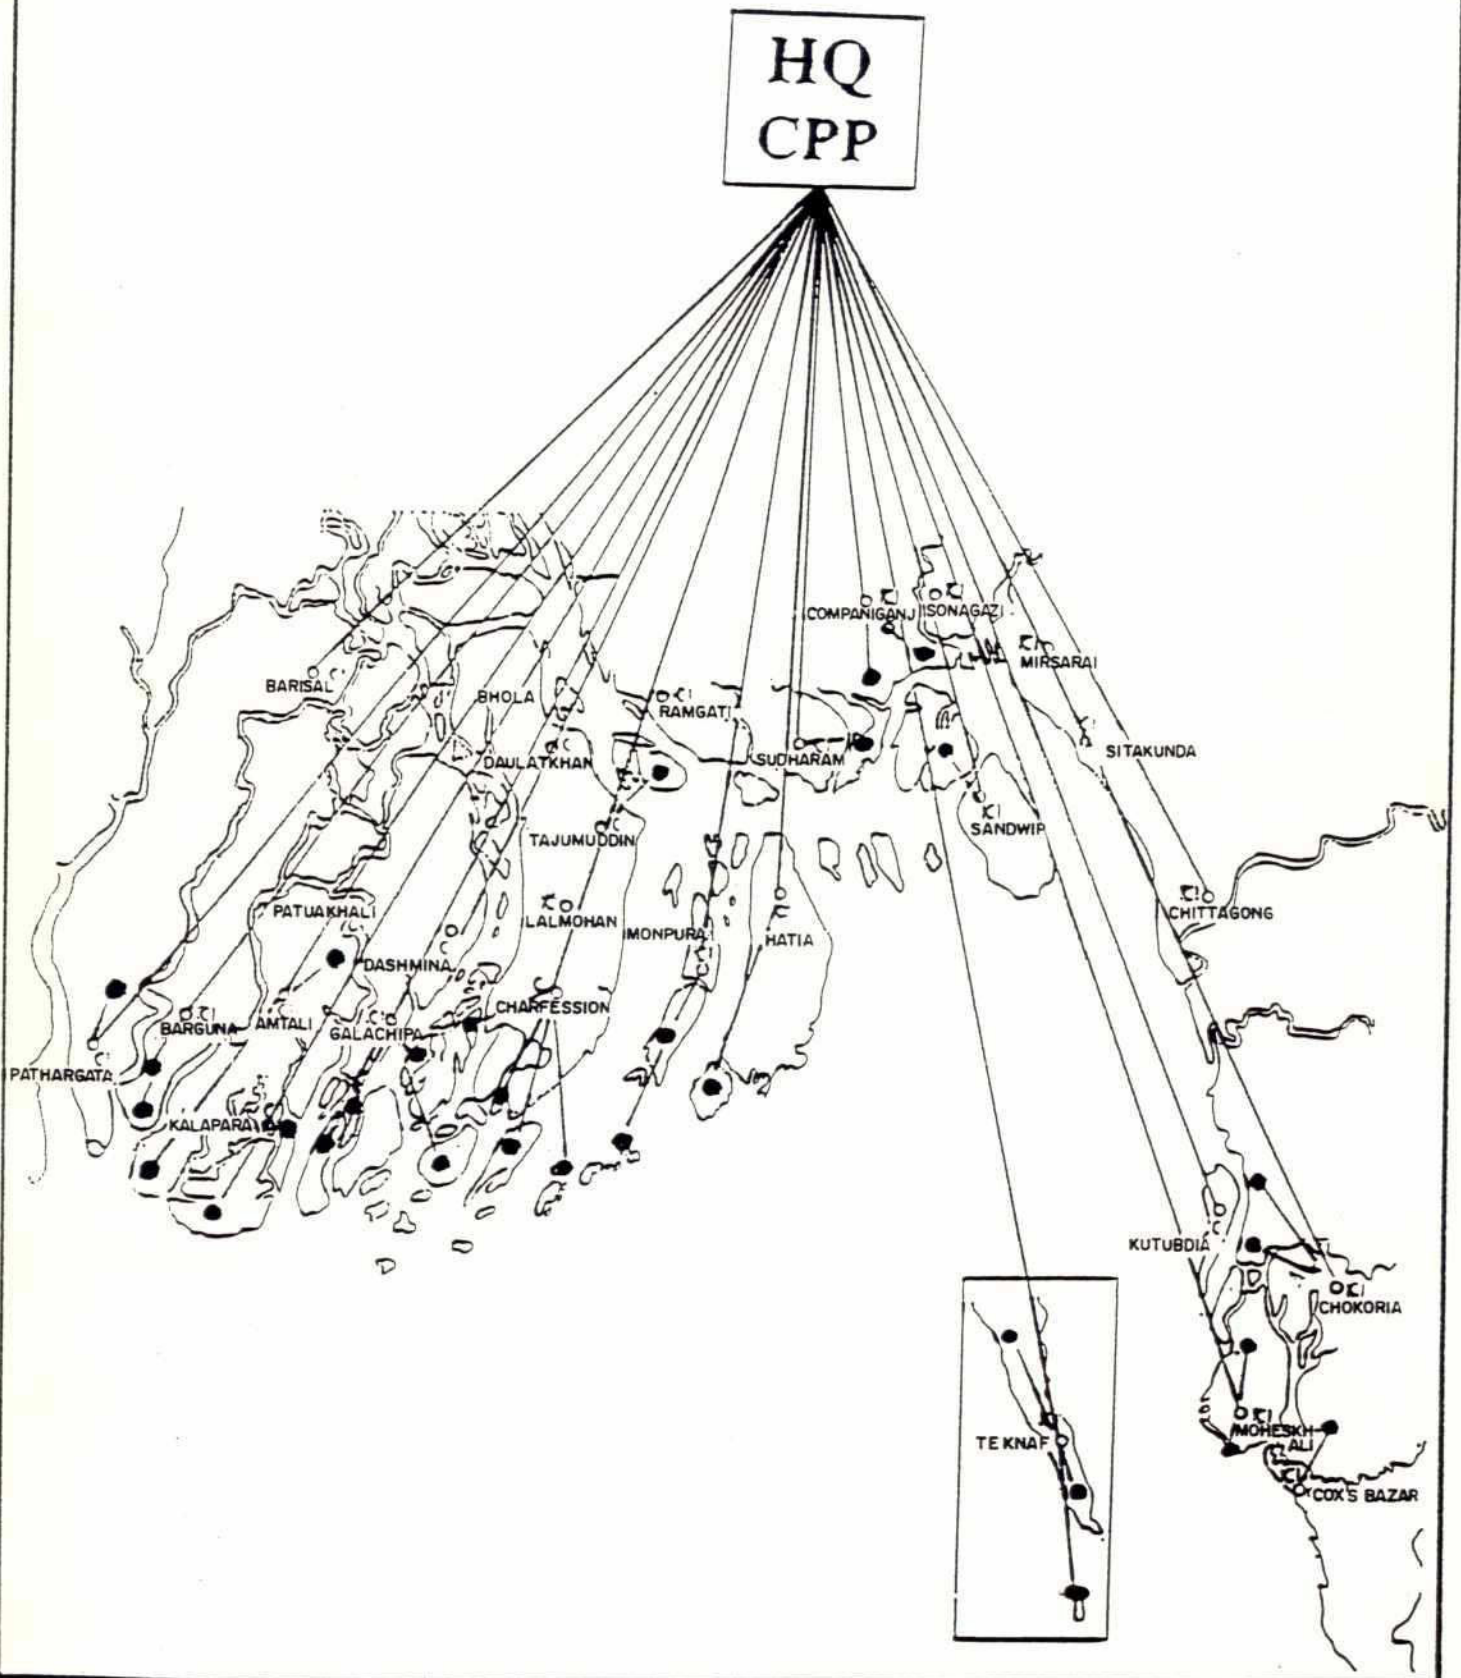 HQ
CPP
COMPANIGANJ
SONAGAZI
MIRSARAI
BARISAL
BHOLA
RAMGATI
DAULATKHAN
SUDHARAM
SITAKUNDA
TAJUMUDDIN
SANDWIP
PATUAKHALI
LALMOHAN
MONPURA
HATIA
CHITTAGONG
DASHMINA
CHARFESSION
BARGUNA
AMTALI
GALACHIPA
PATHARGATA
KALAPARA
KUTUBDIA
CHOKORIA
TEKNAF
MOHESKH
ALI
COX'S BAZAR